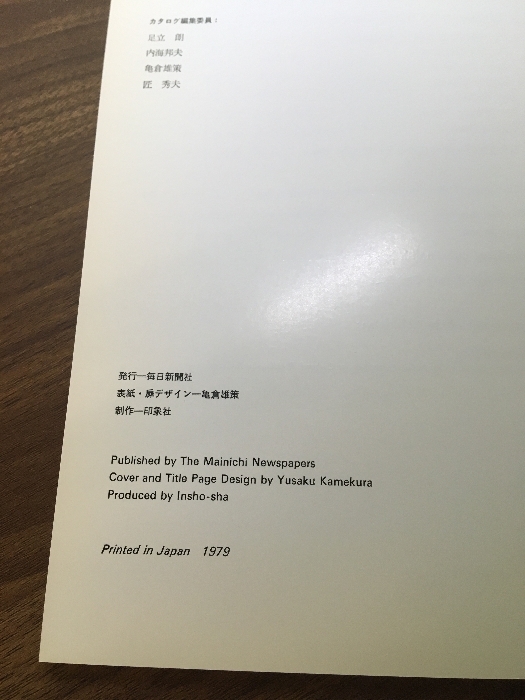 カタログ編集委員：
足立　朗
内海邦夫
亀倉雄策
匠　秀夫
発行―毎日新聞社
表紙・扉デザイン―亀倉雄策
制作―印象社
Published by The Mainichi Newspapers
Cover and Title Page Design by Yusaku Kamekura
Produced by Insho-sha
Printed in Japan 1979